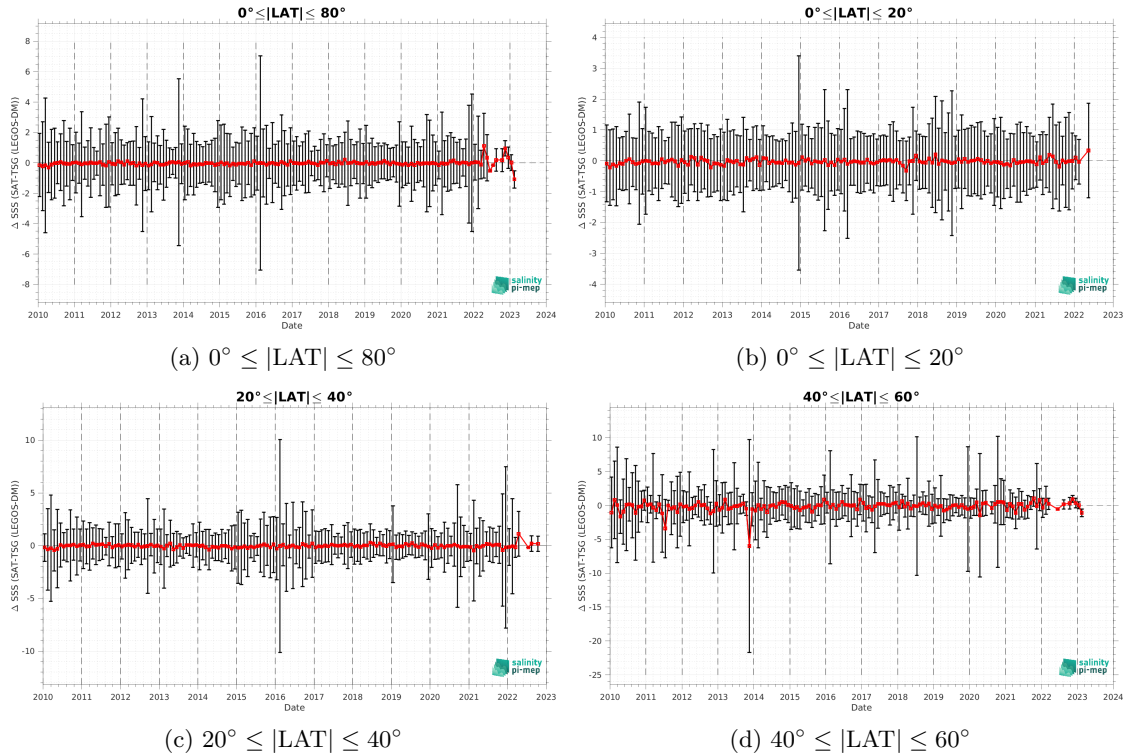 0°≤|LAT|≤ 80°
Δ SSS (SAT-TSG (LEGOS-DM))
8
6
4
2
0
-2
-4
-6
-8
2010 2011 2012 2013 2014 2015 2016 2017 2018 2019 2020 2021 2022 2023 2024
Date
salinity
pi-mep
(a) 0° ≤ |LAT| ≤ 80°
0°≤|LAT|≤ 20°
Δ SSS (SAT-TSG (LEGOS-DM))
4
3
2
1
0
-1
-2
-3
-4
2010 2011 2012 2013 2014 2015 2016 2017 2018 2019 2020 2021 2022 2023
Date
salinity
pi-mep
(b) 0° ≤ |LAT| ≤ 20°
20°≤|LAT|≤ 40°
Δ SSS (SAT-TSG (LEGOS-DM))
10
5
0
-5
-10
2010 2011 2012 2013 2014 2015 2016 2017 2018 2019 2020 2021 2022 2023
Date
salinity
pi-mep
(c) 20° ≤ |LAT| ≤ 40°
40°≤|LAT|≤ 60°
Δ SSS (SAT-TSG (LEGOS-DM))
10
5
0
-5
-10
-15
-20
-25
2010 2011 2012 2013 2014 2015 2016 2017 2018 2019 2020 2021 2022 2023 2024
Date
salinity
pi-mep
(d) 40° ≤ |LAT| ≤ 60°